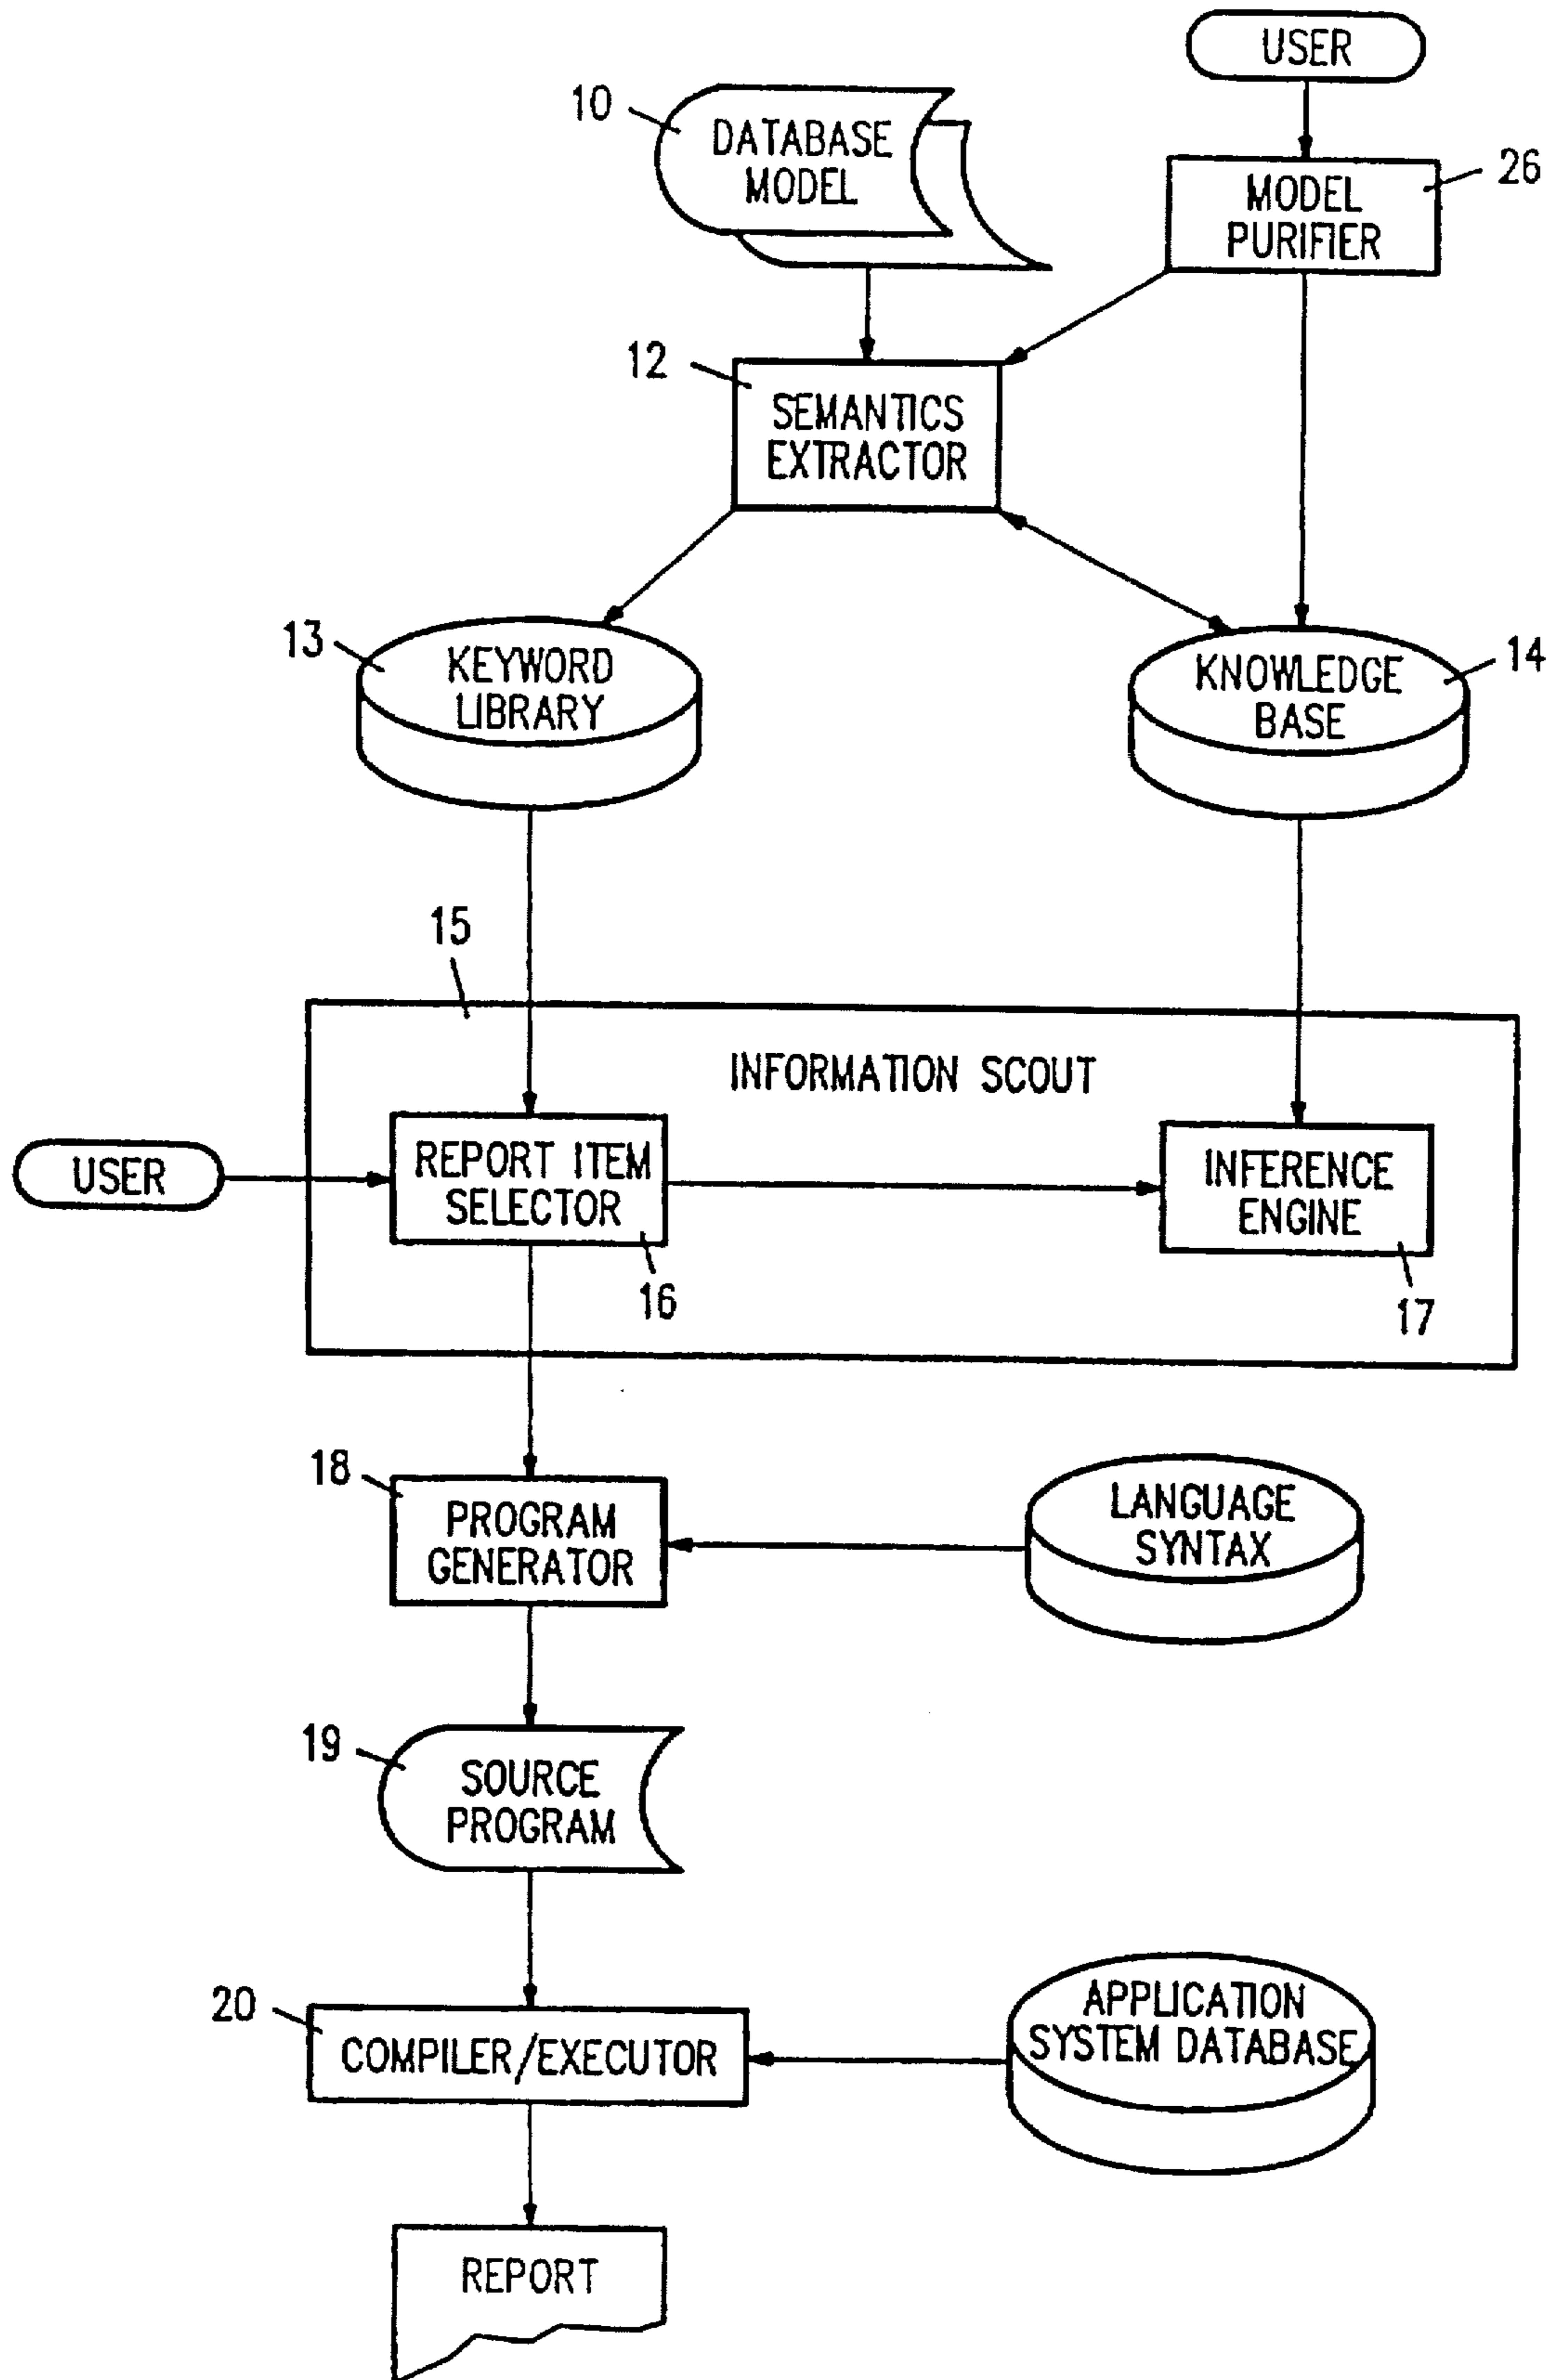 USER
10
DATABASE
MODEL
26
MODEL
PURIFIER
12
SEMANTICS
EXTRACTOR
13
KEYWORD
LIBRARY
14
KNOWLEDGE
BASE
15
INFORMATION SCOUT
USER
REPORT ITEM
SELECTOR
16
INFERENCE
ENGINE
17
18
PROGRAM
GENERATOR
LANGUAGE
SYNTAX
19
SOURCE
PROGRAM
20
COMPILER/EXECUTOR
APPLICATION
SYSTEM DATABASE
REPORT